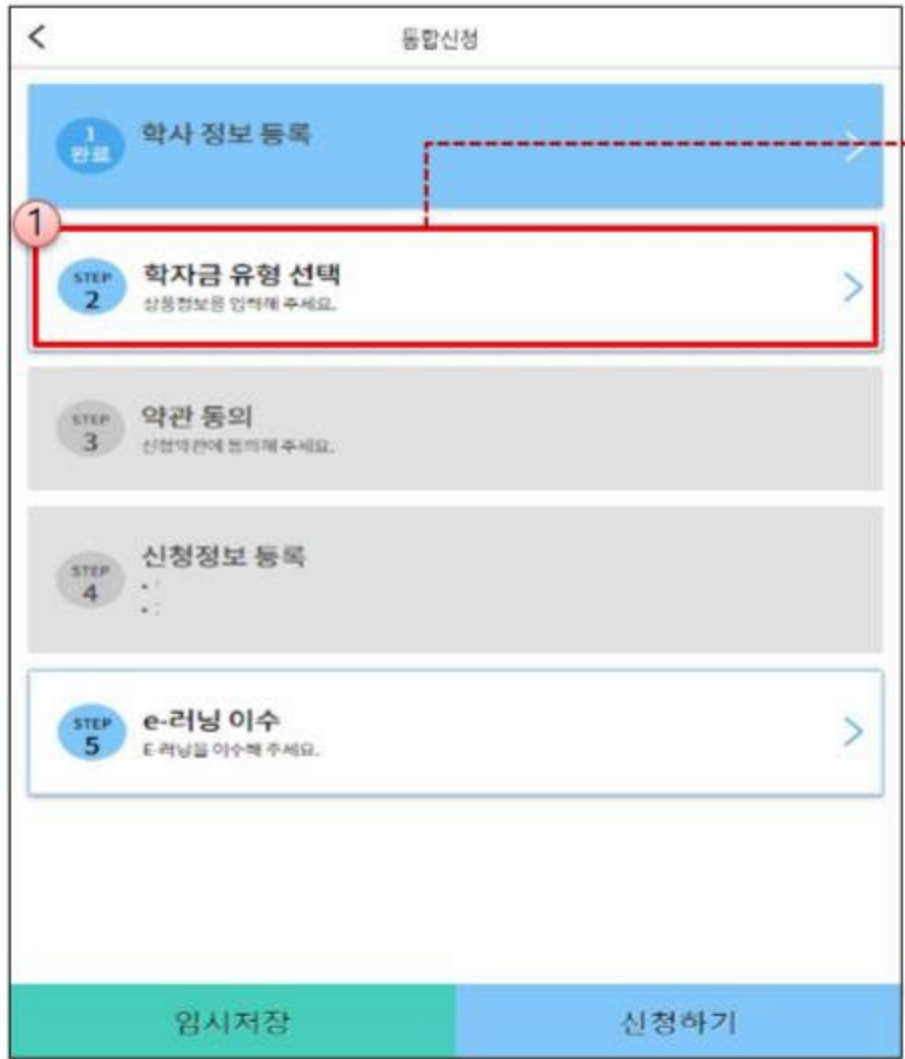 <
통합신청
1
완료
학사 정보 등록
1
STEP
2
학자금 유형 선택
상품정보를 입력해 주세요.
STEP
3
약관 동의
신청약관에 동의해 주세요.
STEP
4
신청정보 등록
STEP
5
e-러닝 이수
E-러닝을 이수해 주세요.
임시저장
신청하기